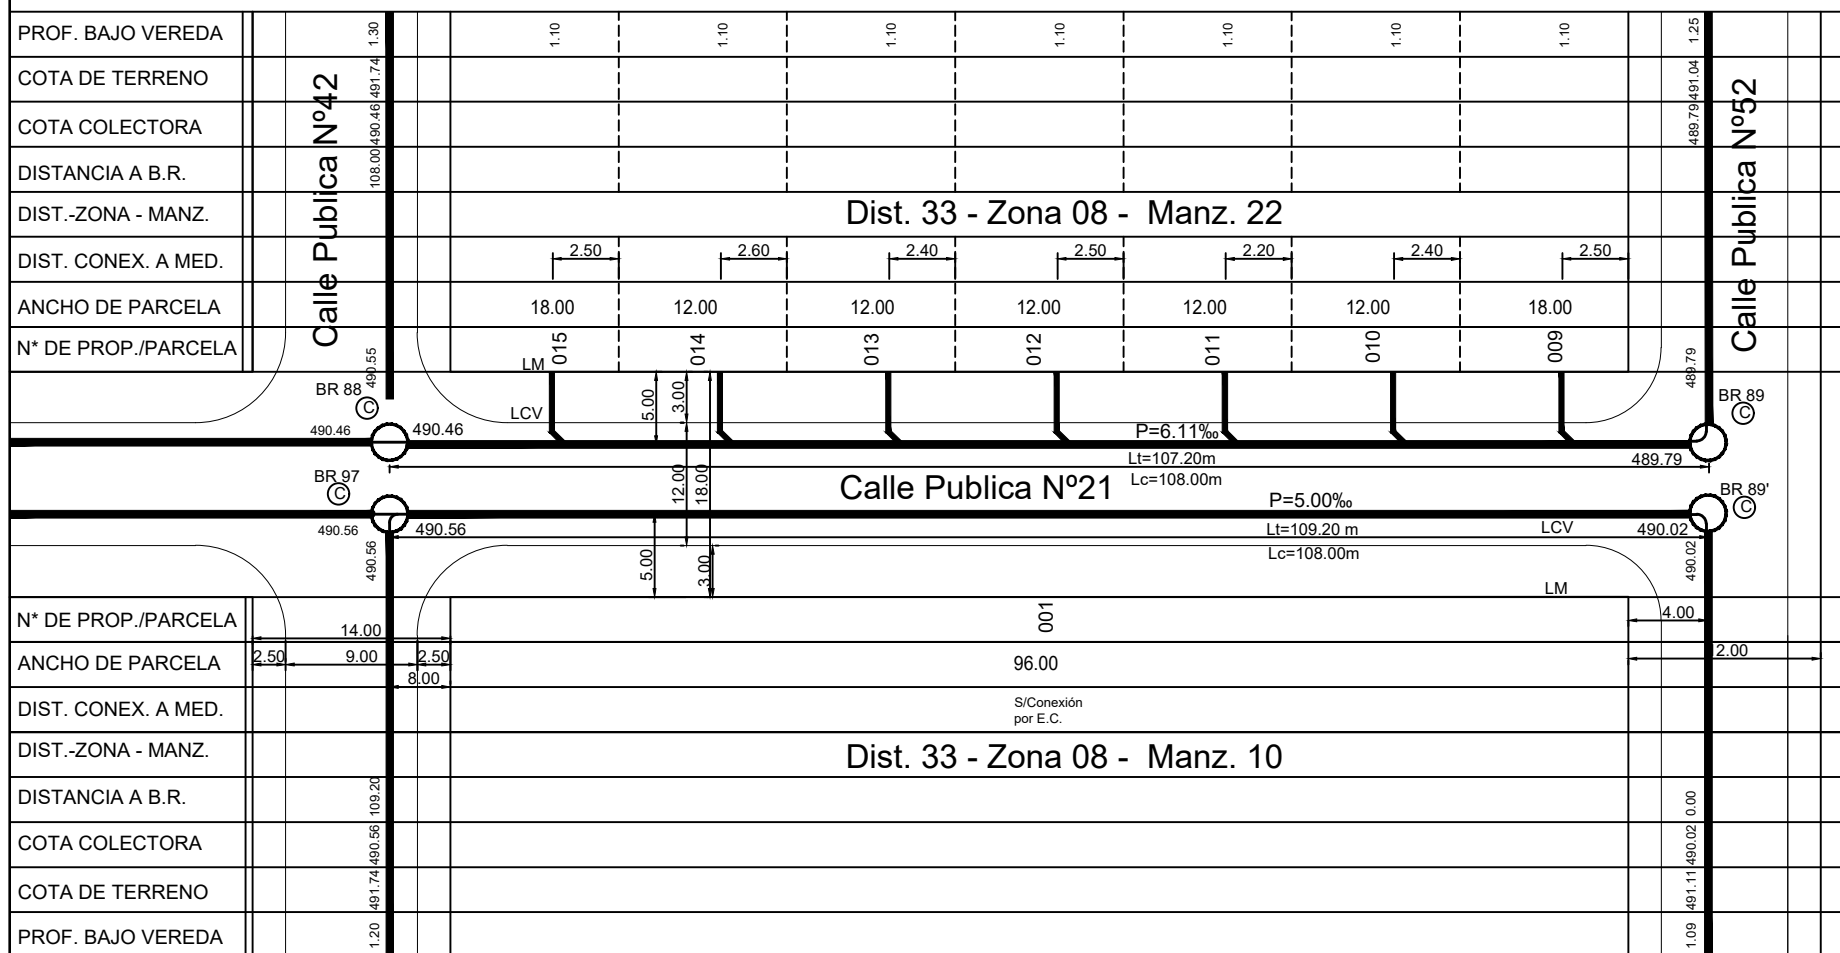 PROF. BAJO VEREDA 1.30 1.10 1.10 1.10 1.10 1.10 1.10 1.10 1.25
COTA DE TERRENO 491.74 491.04
COTA COLECTORA 490.46 489.79
DISTANCIA A B.R. 108.00
Calle Publica Nº42
Calle Publica Nº52
DIST.-ZONA - MANZ. Dist. 33 - Zona 08 - Manz. 22
DIST. CONEX. A MED. 2.50 2.60 2.40 2.50 2.20 2.40 2.50
ANCHO DE PARCELA 18.00 12.00 12.00 12.00 12.00 12.00 18.00
N* DE PROP./PARCELA 015 014 013 012 011 010 009
490.55 LM 489.79
BR 88 C 5.00 3.00 BR 89 C
LCV
490.46 490.46 P=6.11‰
Lt=107.20m 489.79
BR 97 C 12.00 18.00 Calle Publica Nº21 Lc=108.00m BR 89' C
P=5.00‰
490.56 490.56 Lt=109.20 m LCV 490.02
490.56 5.00 3.00 Lc=108.00m 490.02
LM
N* DE PROP./PARCELA 001 4.00
14.00
ANCHO DE PARCELA 2.50 9.00 2.50 96.00 2.00
8.00
DIST. CONEX. A MED. S/Conexión
por E.C.
DIST.-ZONA - MANZ. Dist. 33 - Zona 08 - Manz. 10
DISTANCIA A B.R. 109.20 0.00
COTA COLECTORA 490.56 490.02
COTA DE TERRENO 491.74 491.11
PROF. BAJO VEREDA 1.20 1.09